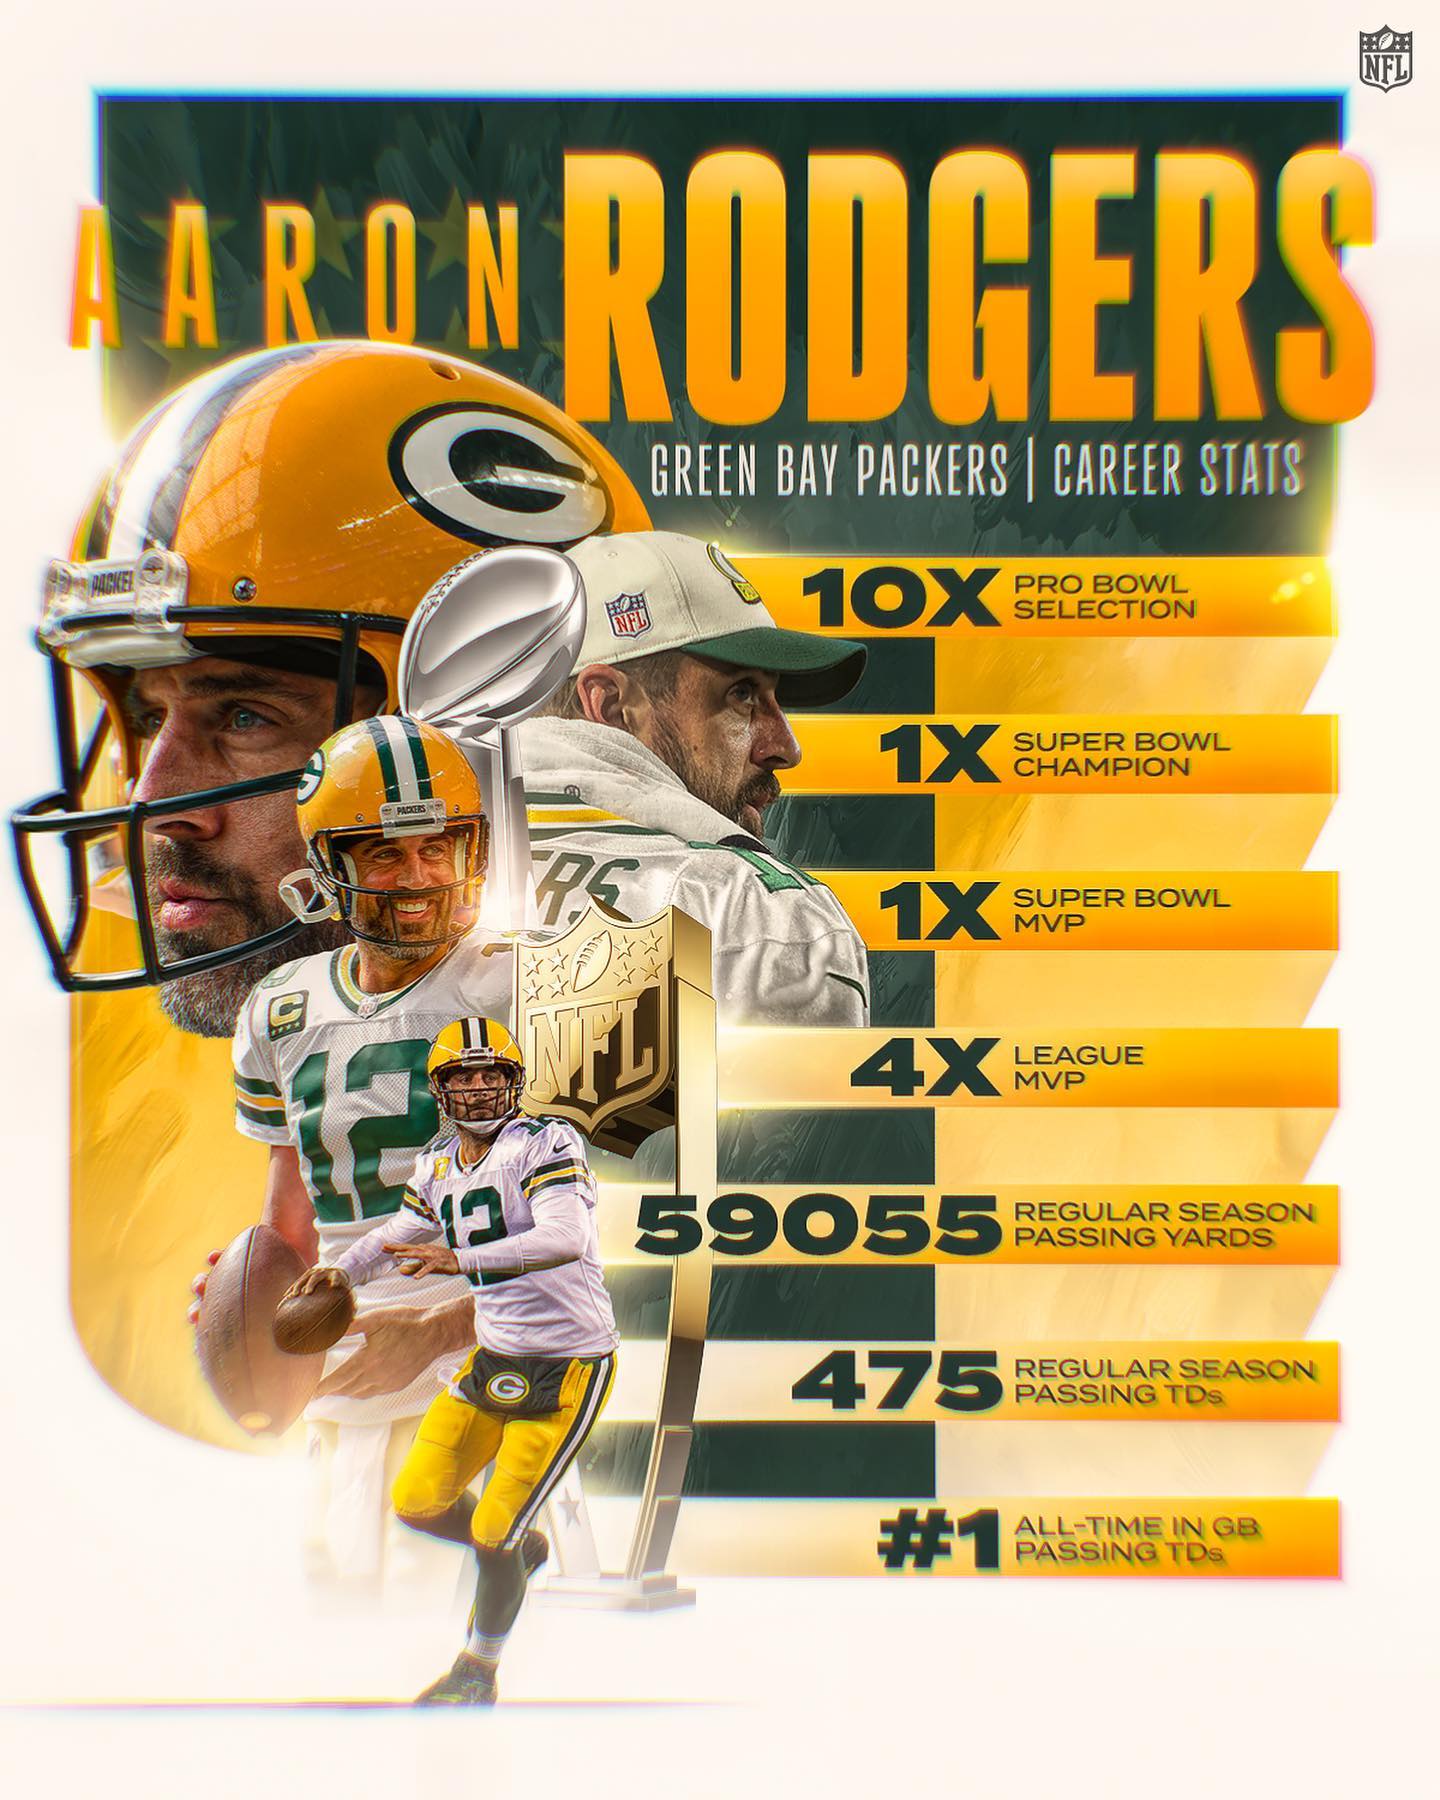 NFL
AARON RODGERS
GREEN BAY PACKERS | CAREER STATS
10X PRO BOWL
SELECTION
1X SUPER BOWL
CHAMPION
1X SUPER BOWL
MVP
4X LEAGUE
MVP
59055 REGULAR SEASON
PASSING YARDS
475 REGULAR SEASON
PASSING TDs
#1 ALL-TIME IN GB
PASSING TDs
G
NFL
G
PACKERS
ERS
C
12
NFL
12
G